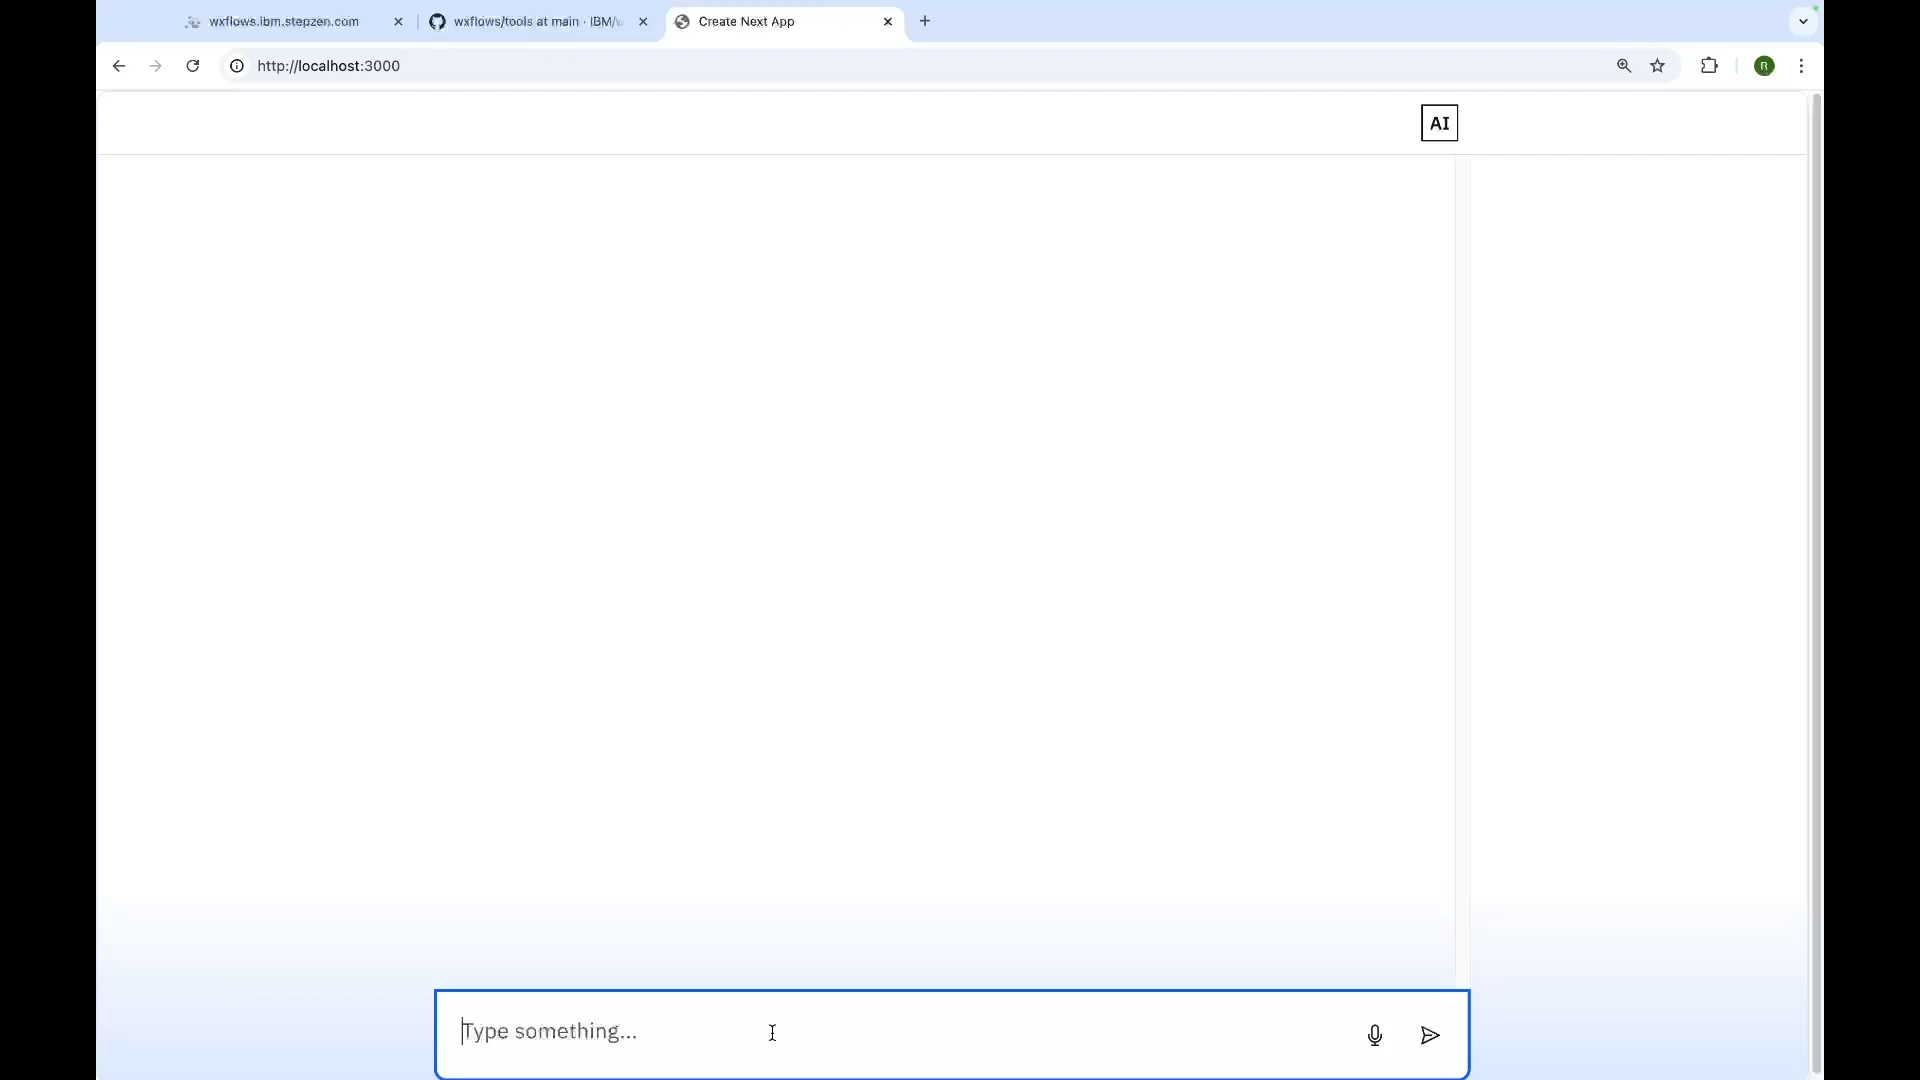 wxflows.ibm.stepzen.com
wxflows/tools at main · IBM/w
Create Next App
http://localhost:3000
R
AI
Type something...